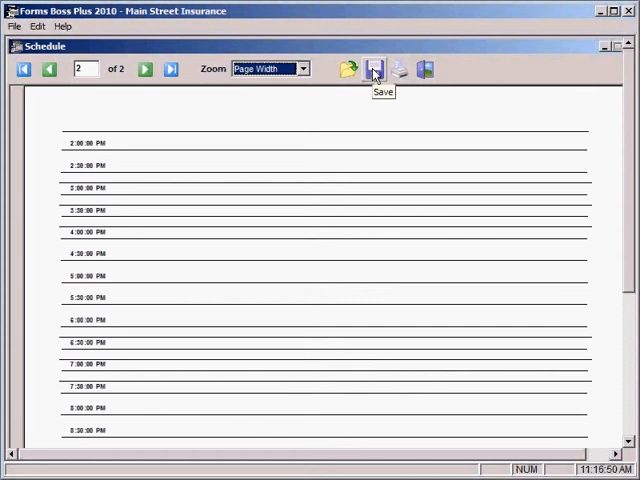 Forms Boss Plus 2010 - Main Street Insurance
File Edit Help
Schedule
2 of 2 Zoom Page Width
Save
2:00:00 PM
2:30:00 PM
3:00:00 PM
3:30:00 PM
4:00:00 PM
4:30:00 PM
5:00:00 PM
5:30:00 PM
6:00:00 PM
6:30:00 PM
7:00:00 PM
7:30:00 PM
8:00:00 PM
8:30:00 PM
NUM 11:16:50 AM